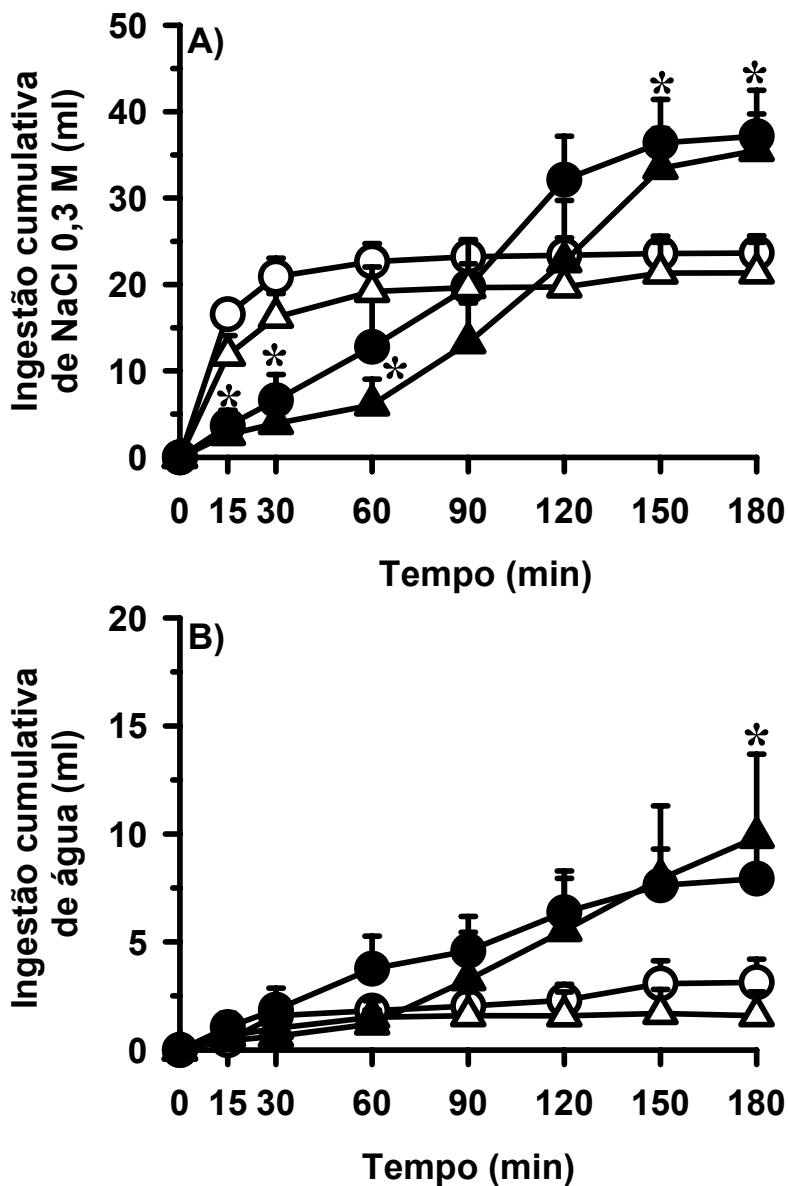 A)
Ingestão cumulativa
de NaCl 0,3 M (ml)
50
40
30
20
10
0
*
*
*
*
*
0 15 30 60 90 120 150 180
Tempo (min)
B)
Ingestão cumulativa
de água (ml)
20
15
10
5
0
*
0 15 30 60 90 120 150 180
Tempo (min)